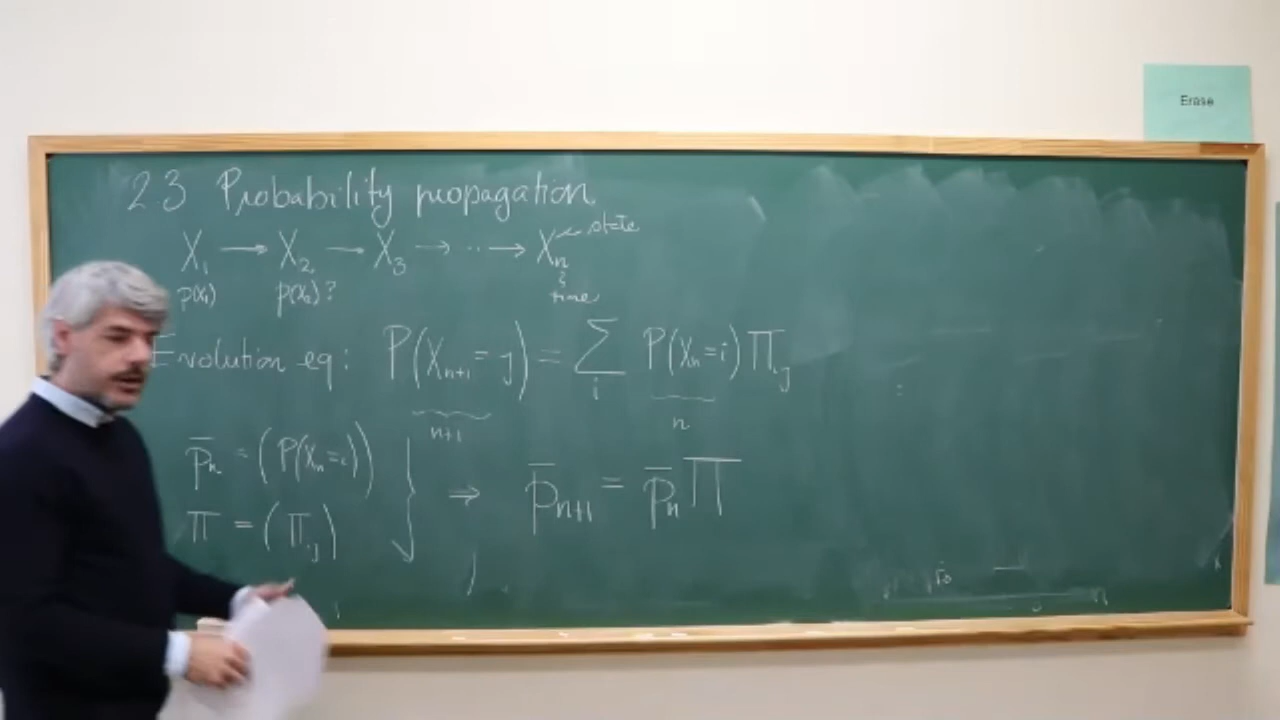 Erase
2.3 Probability propagation
X₁ → X₂ → X₃ → ·· → Xₙ ← state
p(x₁) p(x₂)? time
Evolution eq: P(Xₙ₊₁ = j) = Σᵢ P(Xₙ = i) Πᵢⱼ
n+1 n
p̄ₙ = (P(Xₙ = i))
Π = (Πᵢⱼ) } ⇒ p̄ₙ₊₁ = p̄ₙ Π